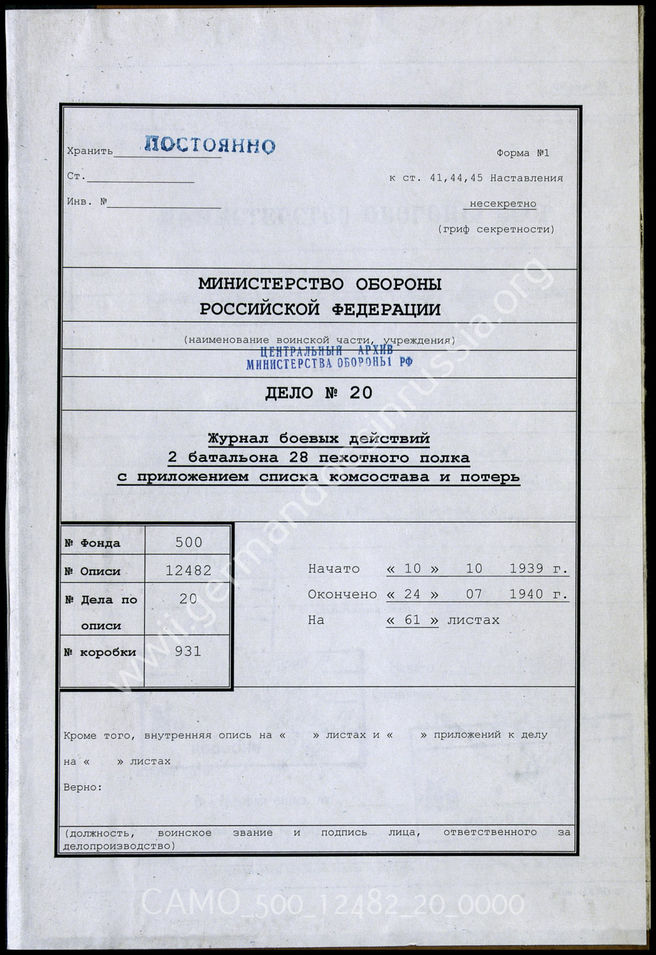 Хранить ПОСТОЯННО
Форма №1
Ст.
к ст. 41,44,45 Наставления
Инв. №
несекретно
(гриф секретности)
МИНИСТЕРСТВО ОБОРОНЫ
РОССИЙСКОЙ ФЕДЕРАЦИИ
(наименование воинской части, учреждения)
ЦЕНТРАЛЬНЫЙ АРХИВ
МИНИСТЕРСТВА ОБОРОНЫ РФ
ДЕЛО № 20
Журнал боевых действий
2 батальона 28 пехотного полка
с приложением списка комсостава и потерь
№ Фонда 500
№ Описи 12482
№ Дела по описи 20
№ коробки 931
Начато « 10 » 10 1939 г.
Окончено « 24 » 07 1940 г.
На « 61 » листах
Кроме того, внутренняя опись на « » листах и « » приложений к делу
на « » листах
Верно:
(должность, воинское звание и подпись лица, ответственного за
делопроизводство)
CAMO_500_12482_20_0000
www.germandocsinrussia.org